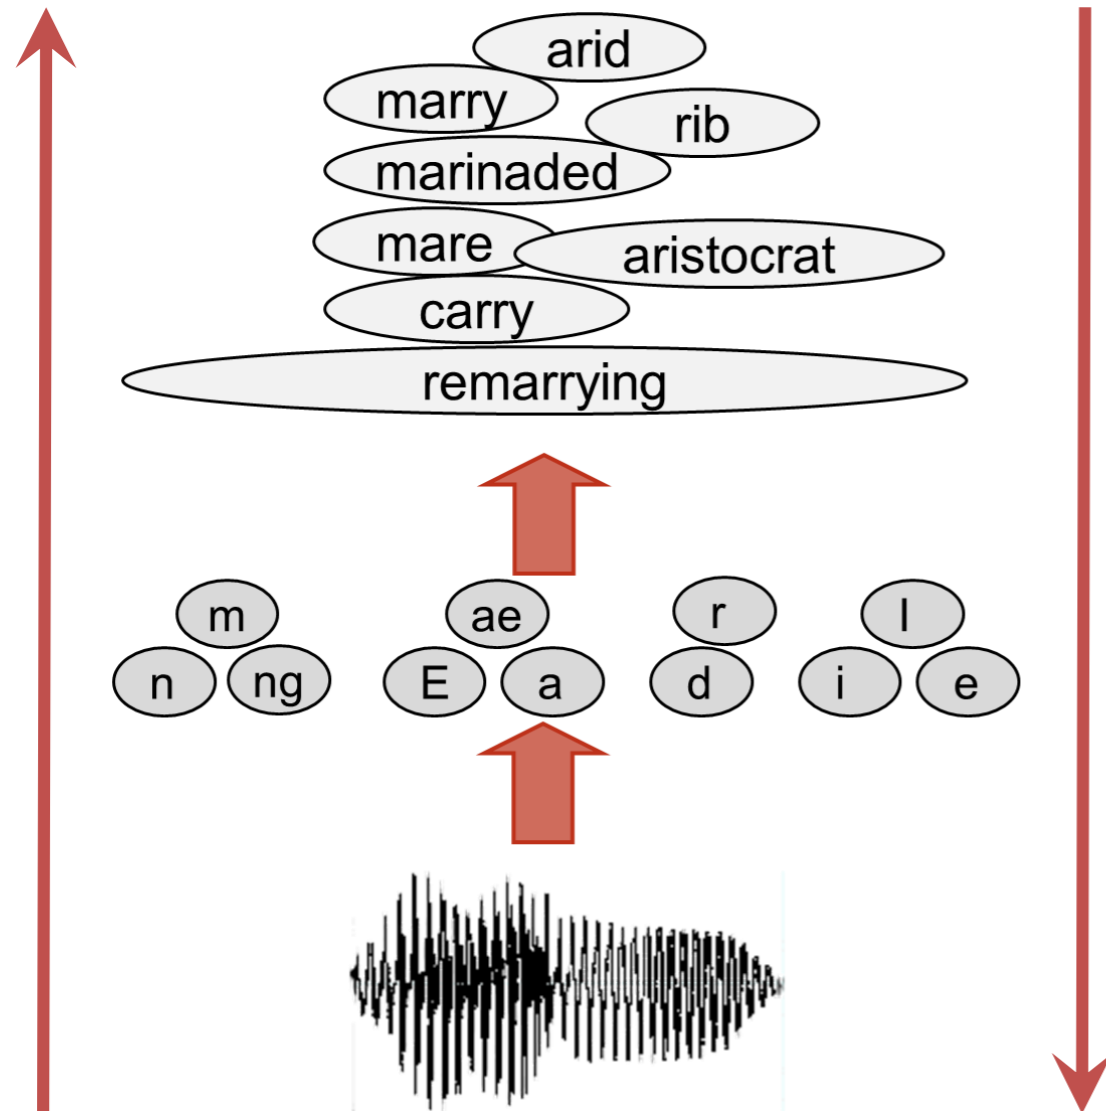 arid
marry
rib
marinaded
mare
aristocrat
carry
remarrying
m
ae
r
I
n
ng
E
a
d
i
e